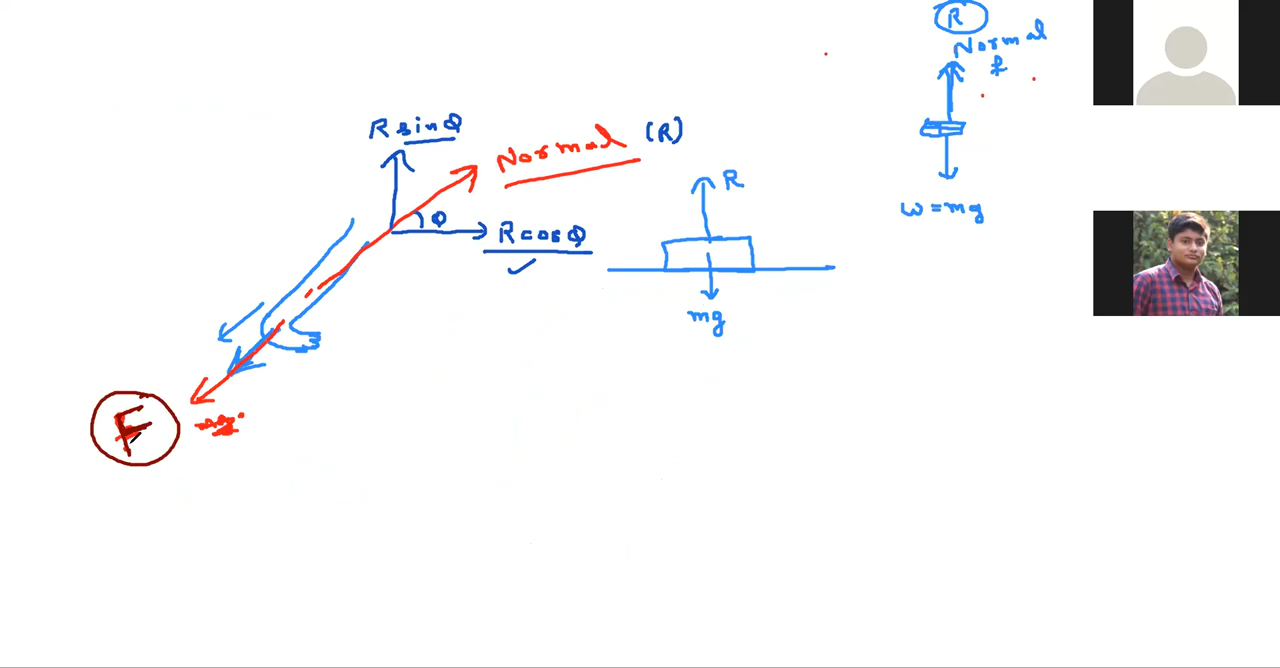 R
Normal
f
R sinΘ
Normal (R)
Θ
R cosΘ
R
mg
w = mg
F